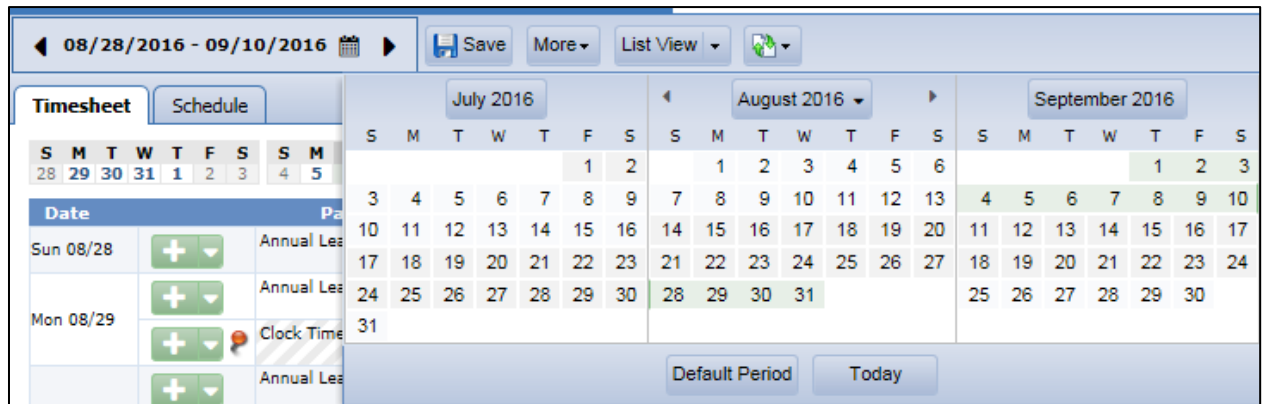 08/28/2016 - 09/10/2016 Save More List View
Timesheet Schedule
S M T W T F S S M
28 29 30 31 1 2 3 4 5
Date Pa
Sun 08/28 Annual Lea
Mon 08/29 Annual Lea
Clock Time
Annual Lea
July 2016
S M T W T F S
1 2
3 4 5 6 7 8 9
10 11 12 13 14 15 16
17 18 19 20 21 22 23
24 25 26 27 28 29 30
31
August 2016
S M T W T F S
1 2 3 4 5 6
7 8 9 10 11 12 13
14 15 16 17 18 19 20
21 22 23 24 25 26 27
28 29 30 31
September 2016
S M T W T F S
1 2 3
4 5 6 7 8 9 10
11 12 13 14 15 16 17
18 19 20 21 22 23 24
25 26 27 28 29 30
Default Period Today